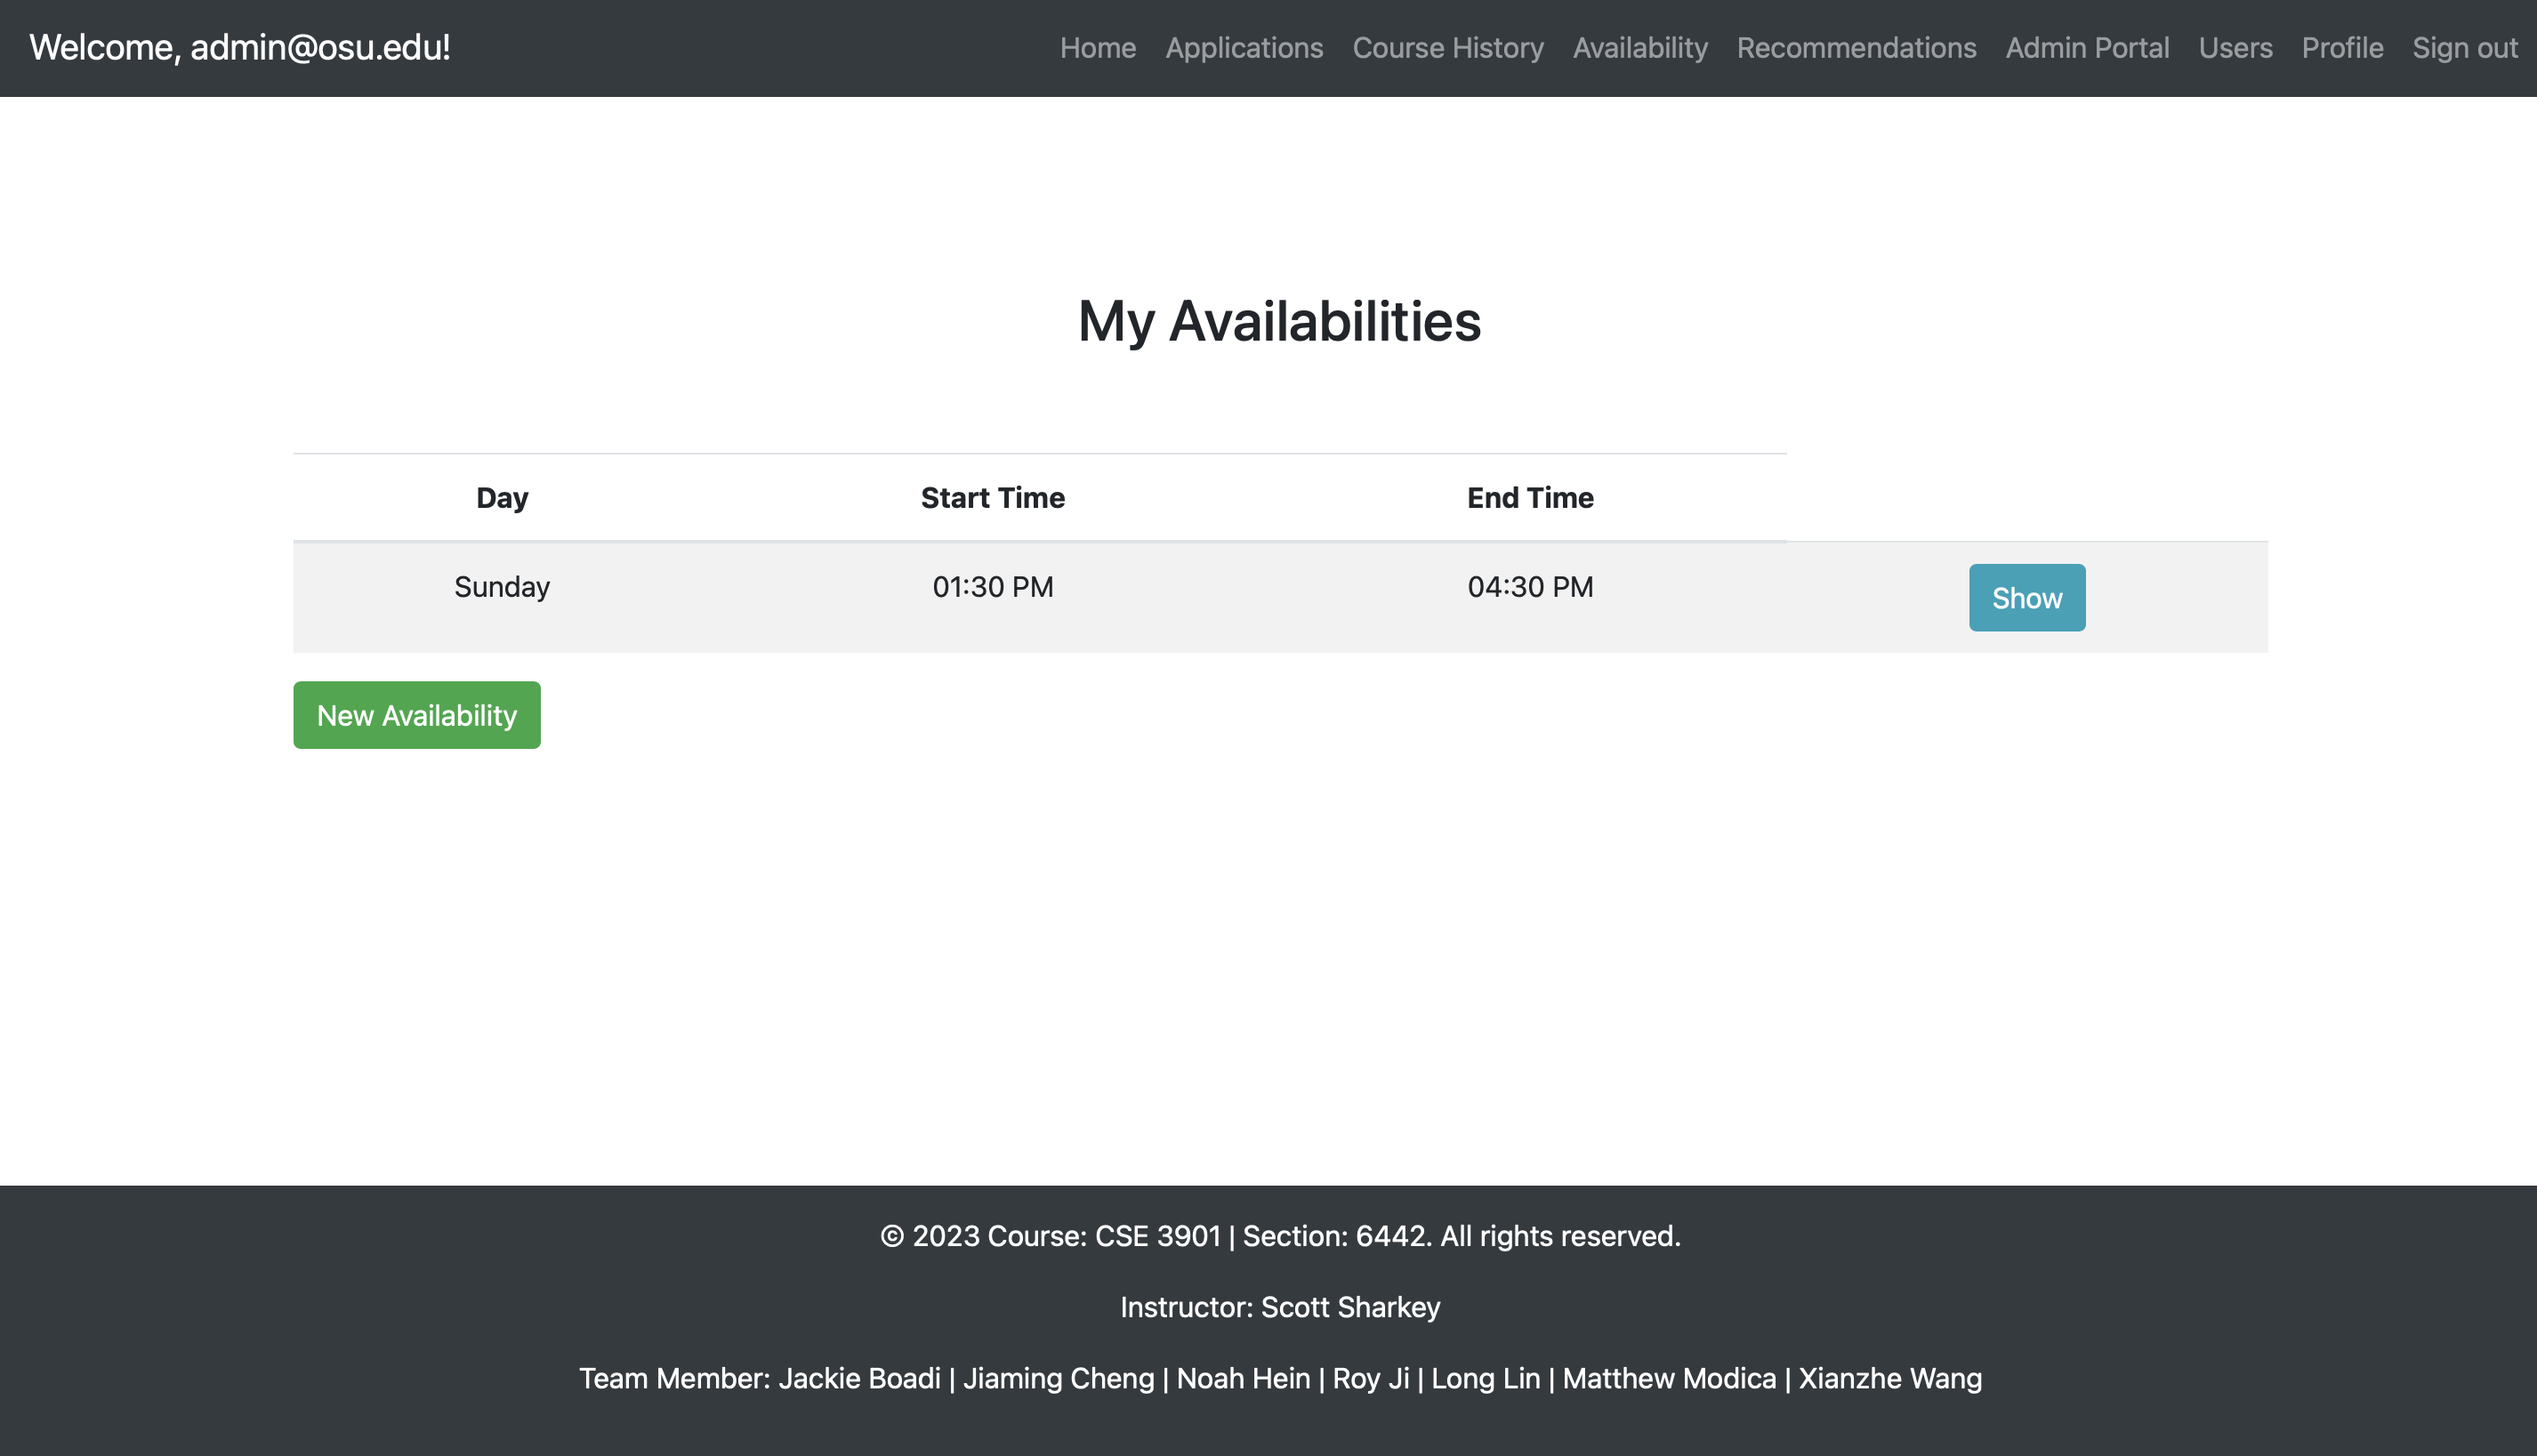 Welcome, admin@osu.edu! Home Applications Course History Availability Recommendations Admin Portal Users Profile Sign out
My Availabilities
Day Start Time End Time
Sunday 01:30 PM 04:30 PM Show
New Availability
© 2023 Course: CSE 3901 | Section: 6442. All rights reserved.
Instructor: Scott Sharkey
Team Member: Jackie Boadi | Jiaming Cheng | Noah Hein | Roy Ji | Long Lin | Matthew Modica | Xianzhe Wang